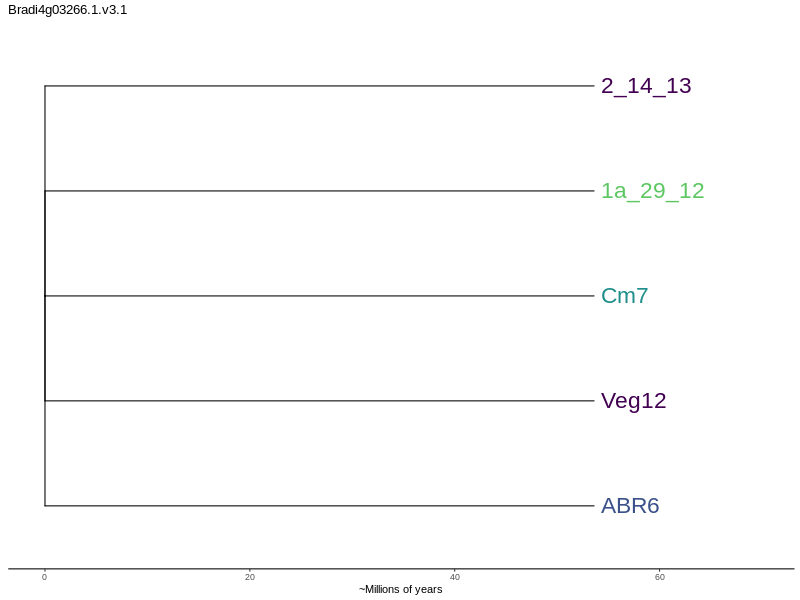 Bradi4g03266.1.v3.1
2_14_13
1a_29_12
Cm7
Veg12
ABR6
0 20 40 60
~Millions of years